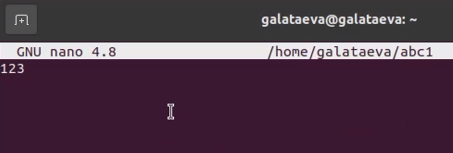 galataeva@galataeva: ~
GNU nano 4.8 /home/galataeva/abc1
123